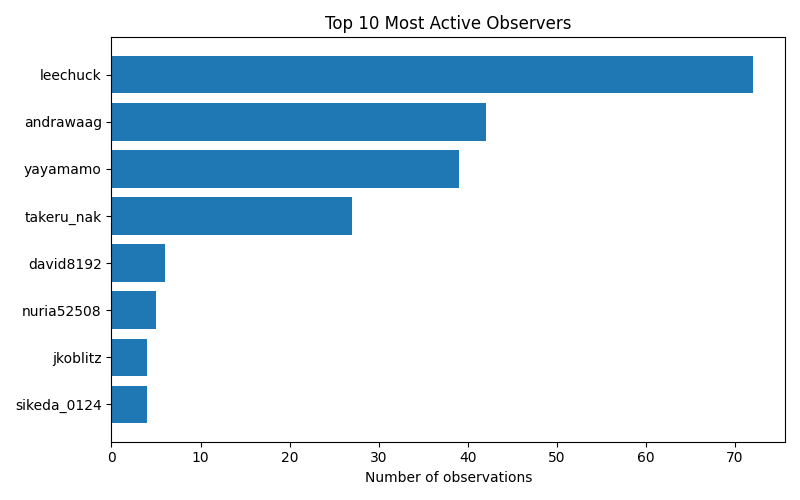 Top 10 Most Active Observers
leechuck
andrawaag
yayamamo
takeru_nak
david8192
nuria52508
jkoblitz
sikeda_0124
0 10 20 30 40 50 60 70
Number of observations